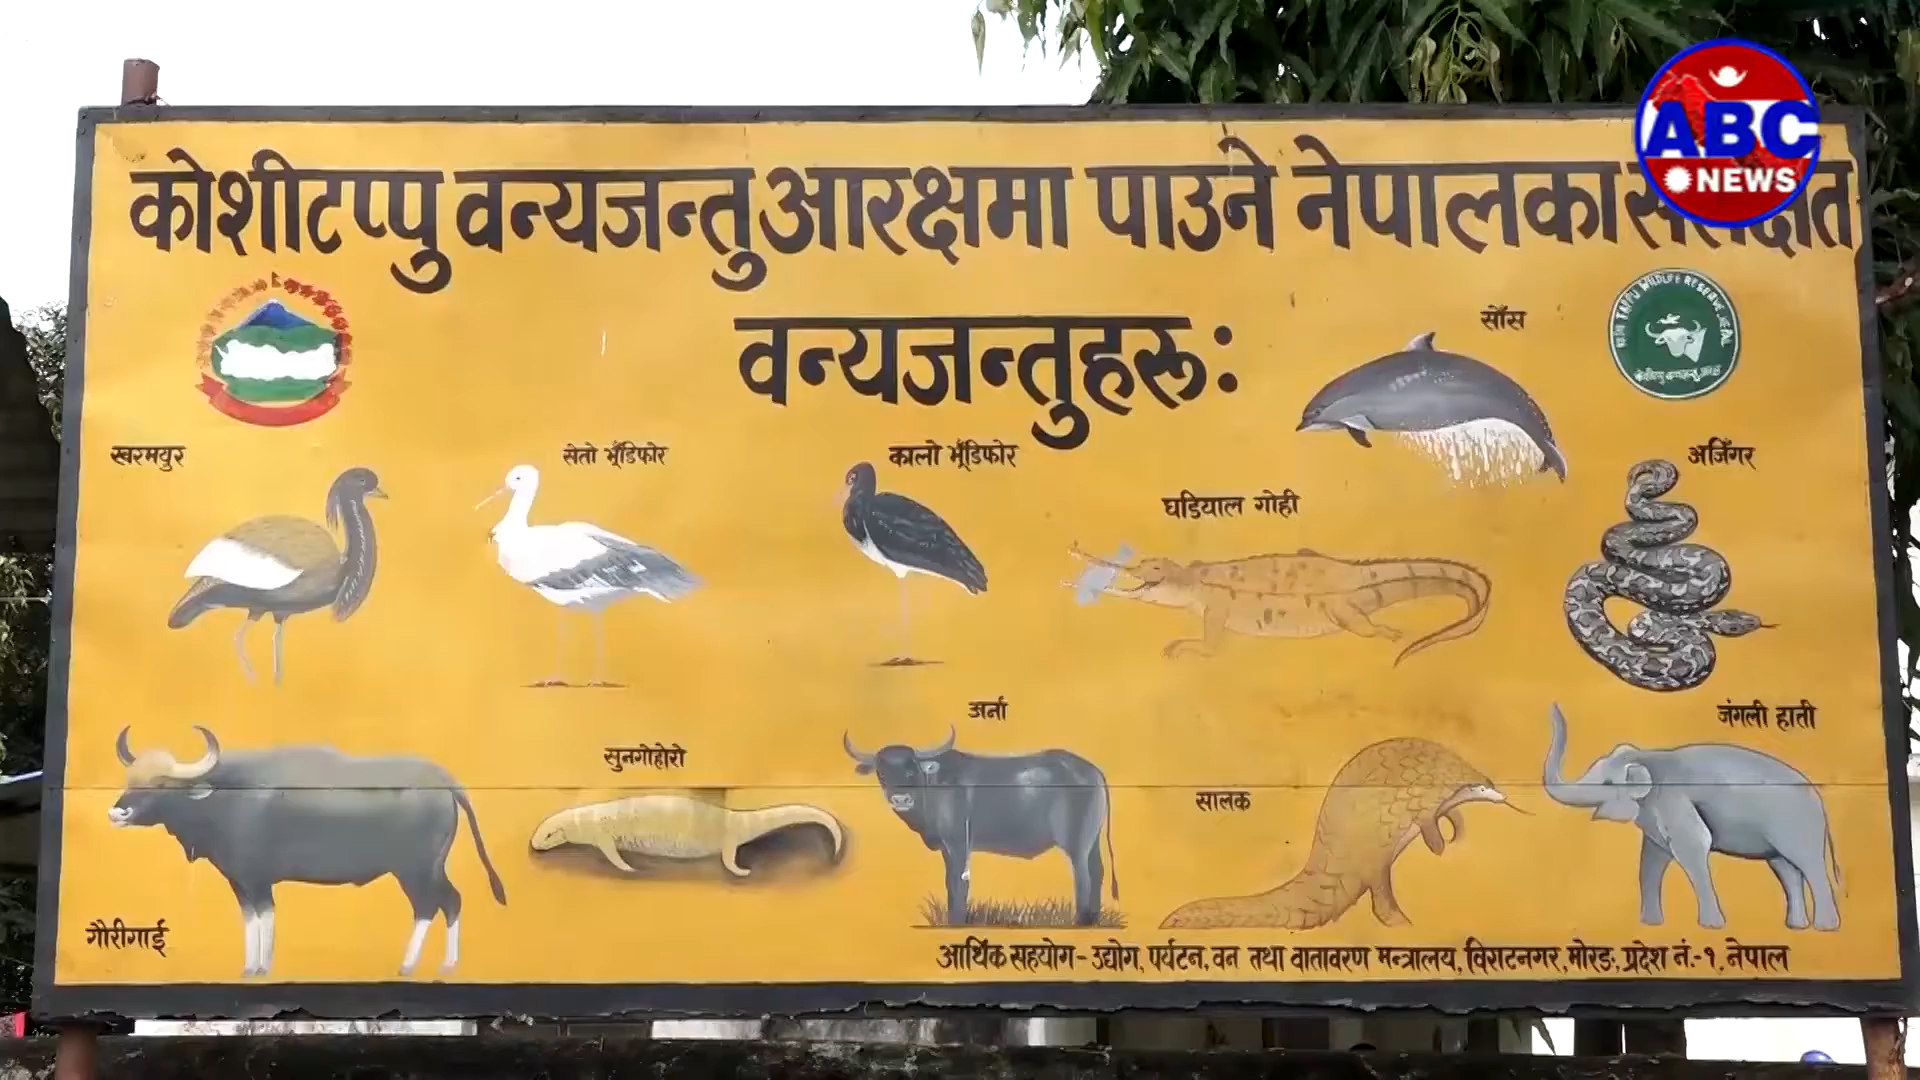 ABC
NEWS
कोशीटप्पु वन्यजन्तु आरक्षमा पाउने नेपालका
वन्यजन्तुहरू:
सोँस
खरमयुर
सेतो भूँडिफोर
कालो भूँडिफोर
घडियाल गोही
अजिँगर
अर्ना
जंगली हाती
सुनगोहोरो
सालक
गौरीगाई
आर्थिक सहयोग - उद्योग, पर्यटन, वन तथा वातावरण मन्त्रालय, विराटनगर, मोरङ, प्रदेश नं.-१, नेपाल